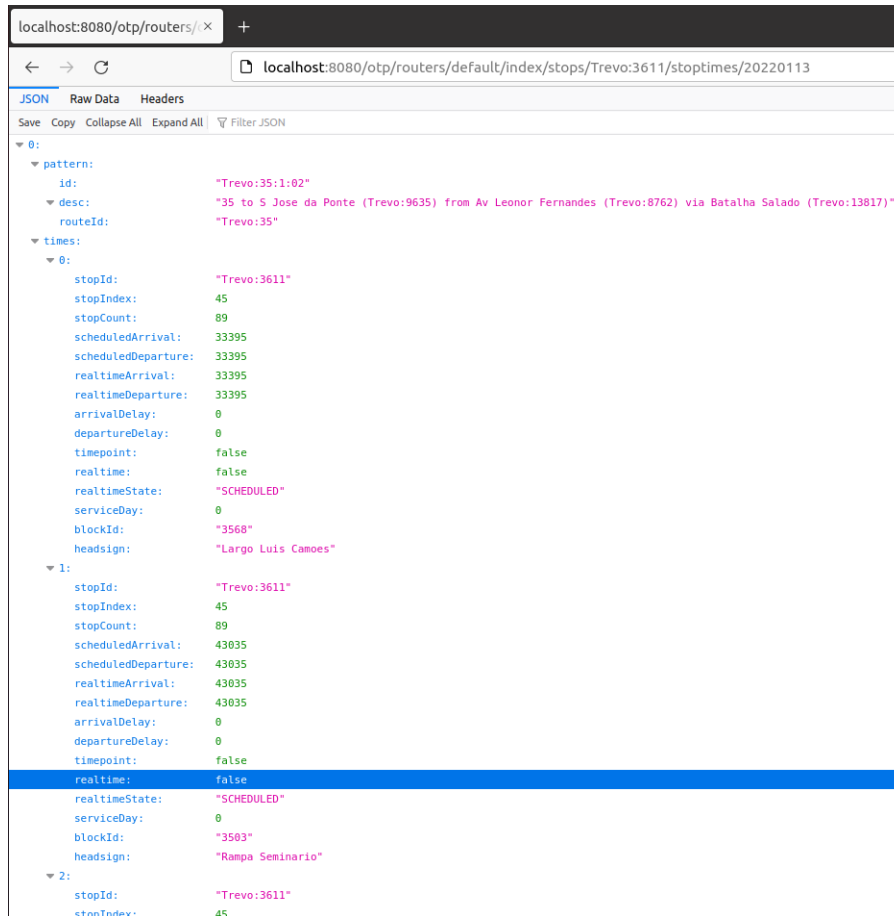 localhost:8080/otp/routers/
localhost:8080/otp/routers/default/index/stops/Trevo:3611/stoptimes/20220113
JSON Raw Data Headers
Save Copy Collapse All Expand All Filter JSON
0:
pattern:
id: "Trevo:35:1:02"
desc: "35 to S Jose da Ponte (Trevo:9635) from Av Leonor Fernandes (Trevo:8762) via Batalha Salado (Trevo:13817)"
routeId: "Trevo:35"
times:
0:
stopId: "Trevo:3611"
stopIndex: 45
stopCount: 89
scheduledArrival: 33395
scheduledDeparture: 33395
realtimeArrival: 33395
realtimeDeparture: 33395
arrivalDelay: 0
departureDelay: 0
timepoint: false
realtime: false
realtimeState: "SCHEDULED"
serviceDay: 0
blockId: "3568"
headsign: "Largo Luis Camoes"
1:
stopId: "Trevo:3611"
stopIndex: 45
stopCount: 89
scheduledArrival: 43035
scheduledDeparture: 43035
realtimeArrival: 43035
realtimeDeparture: 43035
arrivalDelay: 0
departureDelay: 0
timepoint: false
realtime: false
realtimeState: "SCHEDULED"
serviceDay: 0
blockId: "3503"
headsign: "Rampa Seminario"
2:
stopId: "Trevo:3611"
stopIndex: 45